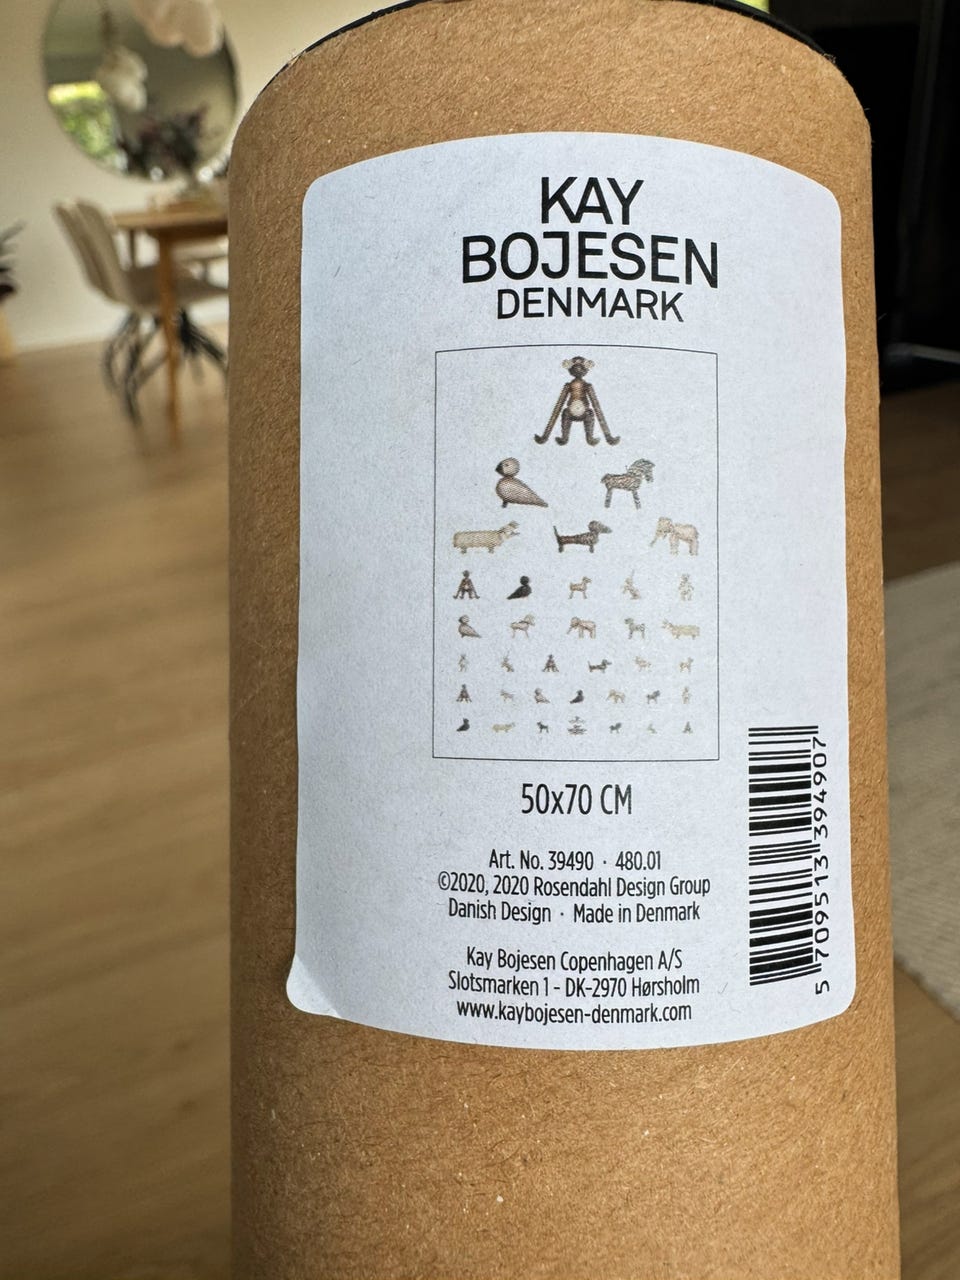 KAY
BOJESEN
DENMARK
50x70 CM
Art. No. 39490 · 480.01
©2020, 2020 Rosendahl Design Group
Danish Design · Made in Denmark
Kay Bojesen Copenhagen A/S
Slotsmarken 1 - DK-2970 Hørsholm
www.kaybojesen-denmark.com
5 709513 394907